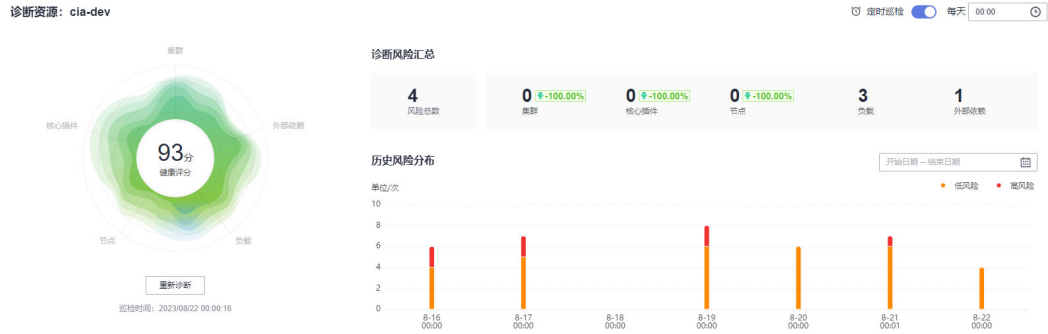 诊断资源：cia-dev
定时巡检 每天 00:00
集群
核心插件
外部依赖
93分
健康评分
节点
负载
重新诊断
巡检时间：2023/08/22 00:00:16
诊断风险汇总
4
风险总数
0 -100.00%
集群
0 -100.00%
核心插件
0 -100.00%
节点
3
负载
1
外部依赖
历史风险分布
开始日期 – 结束日期
单位/次
低风险 高风险
10
8
6
4
2
0
8-16
00:00
8-17
00:00
8-18
00:00
8-19
00:00
8-20
00:00
8-21
00:01
8-22
00:00